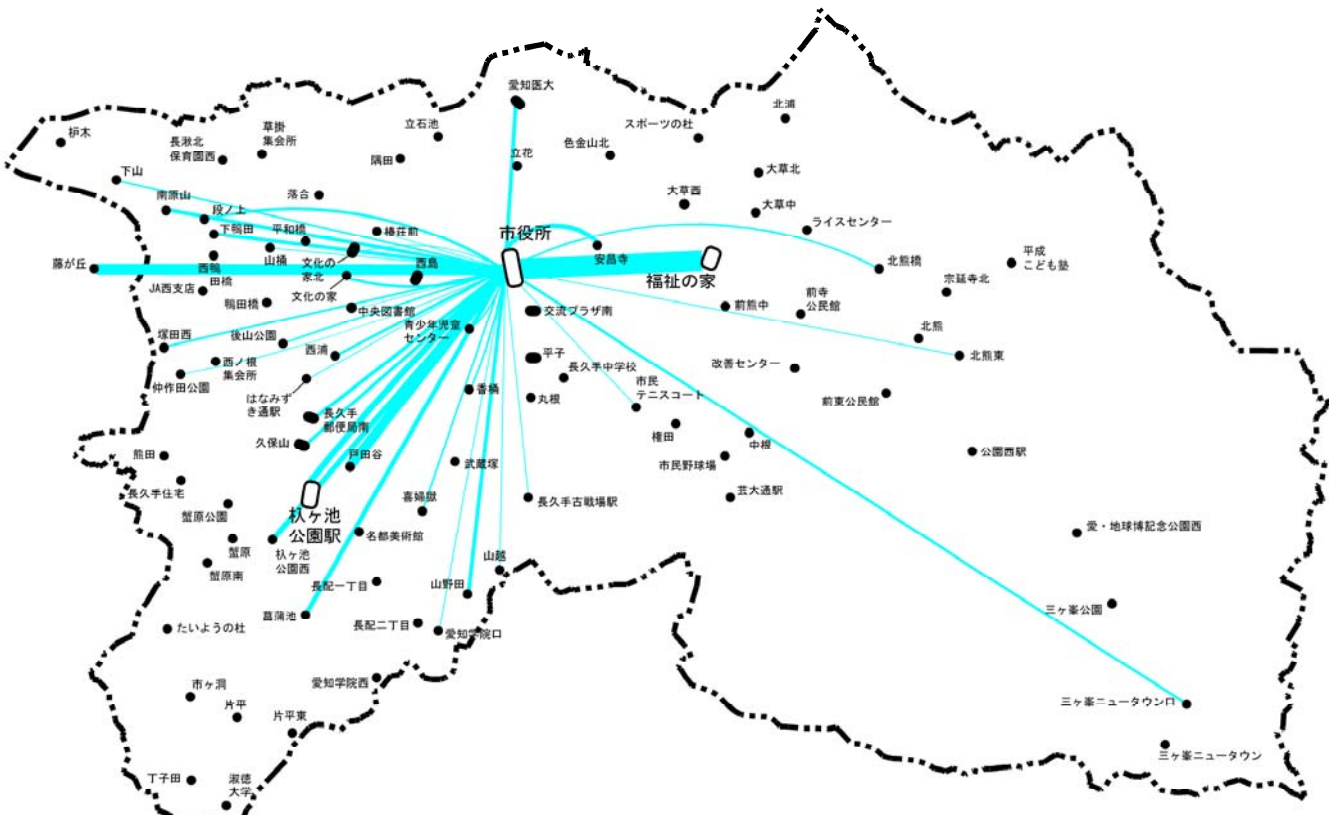 愛知医大
北浦
枦木
草掛
集会所
立石池
スポーツの杜
長湫北
保育園西
隅田
立花
色金山北
下山
大草北
南原山
落合
大草西
段ノ上
大草中
ライスセンター
下鴨田
平和橋
椿荘前
市役所
藤が丘
西鴨
田橋
山桶
文化の
家北
西島
安昌寺
北熊橋
平成
こども塾
福祉の家
宗延寺北
JA西支店
鴨田橋
文化の家
中央図書館
交流プラザ南
前熊中
前寺
公民館
青少年児童
センター
塚田西
後山公園
北熊
西浦
平子
北熊東
西ノ根
集会所
長久手中学校
改善センター
仲作田公園
はなみず
き通駅
香桶
丸根
市民
テニスコート
前東公民館
長久手
郵便局南
久保山
権田
中根
熊田
戸田谷
武蔵塚
市民野球場
公園西駅
長久手住宅
喜婦嶽
長久手古戦場駅
芸大通駅
蟹原公園
杁ヶ池
公園駅
愛・地球博記念公園西
蟹原
杁ヶ池
公園西
名都美術館
蟹原南
山越
長配一丁目
山野田
三ヶ峯公園
菖蒲池
たいようの杜
長配二丁目
愛知学院口
市ヶ洞
愛知学院西
片平
片平東
三ヶ峯ニュータウン口
三ヶ峯ニュータウン
丁子田
淑徳
大学